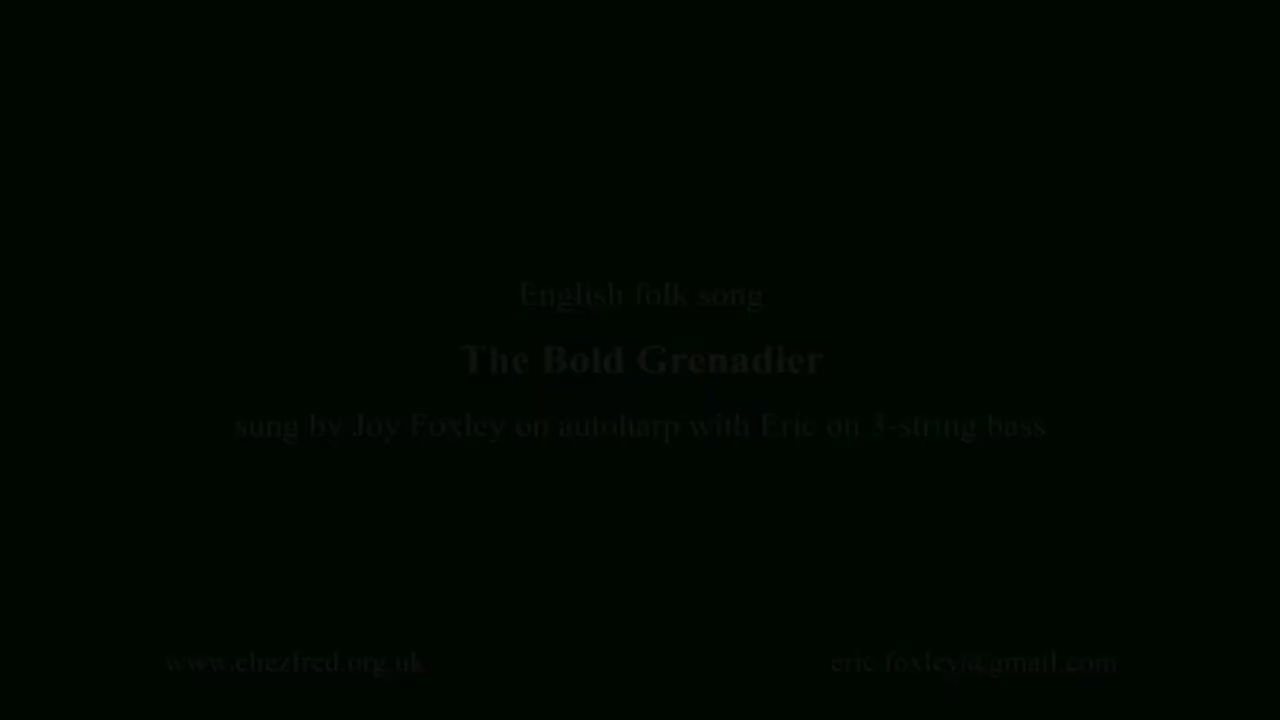 English folk song
The Bold Grenadier
sung by Joy Foxley on autoharp with Eric on 3-string bass
www.chezfred.org.uk eric.foxley@gmail.com